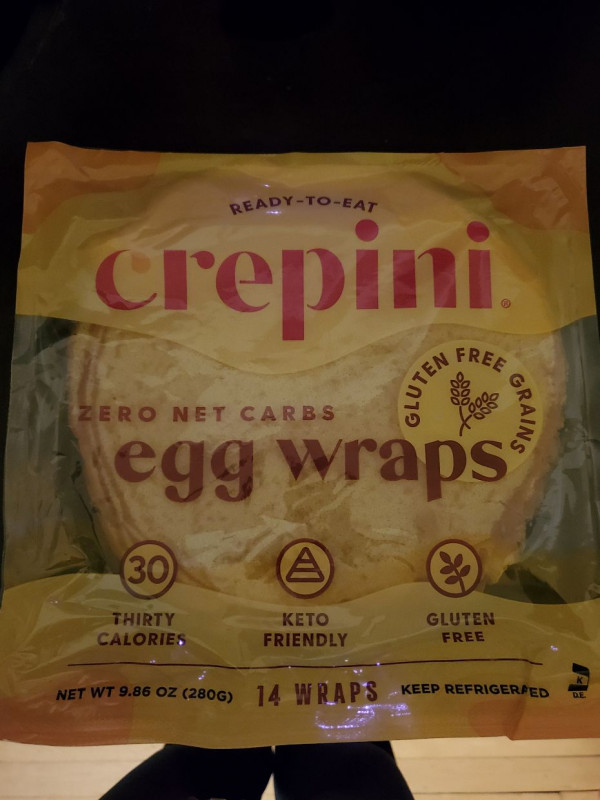 READY-TO-EAT
crepini®
GLUTEN FREE GRAINS
ZERO NET CARBS
egg wraps
30
THIRTY CALORIES
KETO FRIENDLY
GLUTEN FREE
NET WT 9.86 OZ (280G)
14 WRAPS
KEEP REFRIGERATED
K
D.E.